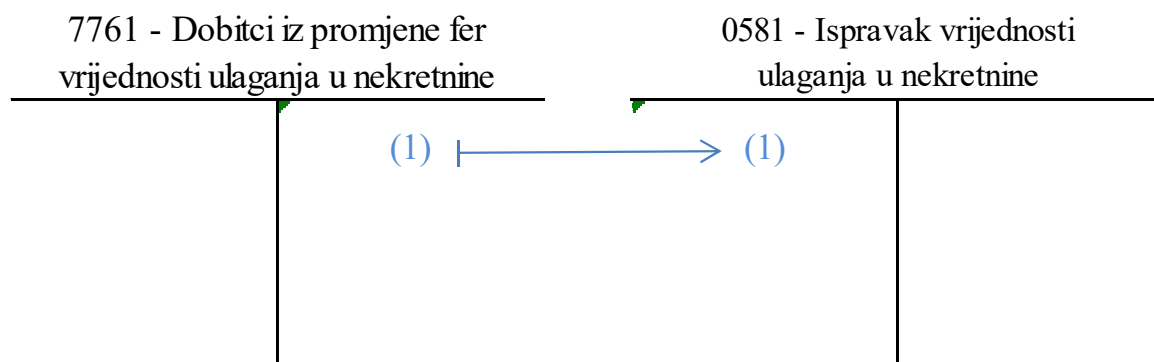 7761 - Dobitci iz promjene fer
vrijednosti ulaganja u nekretnine
0581 - Ispravak vrijednosti
ulaganja u nekretnine
(1) (1)